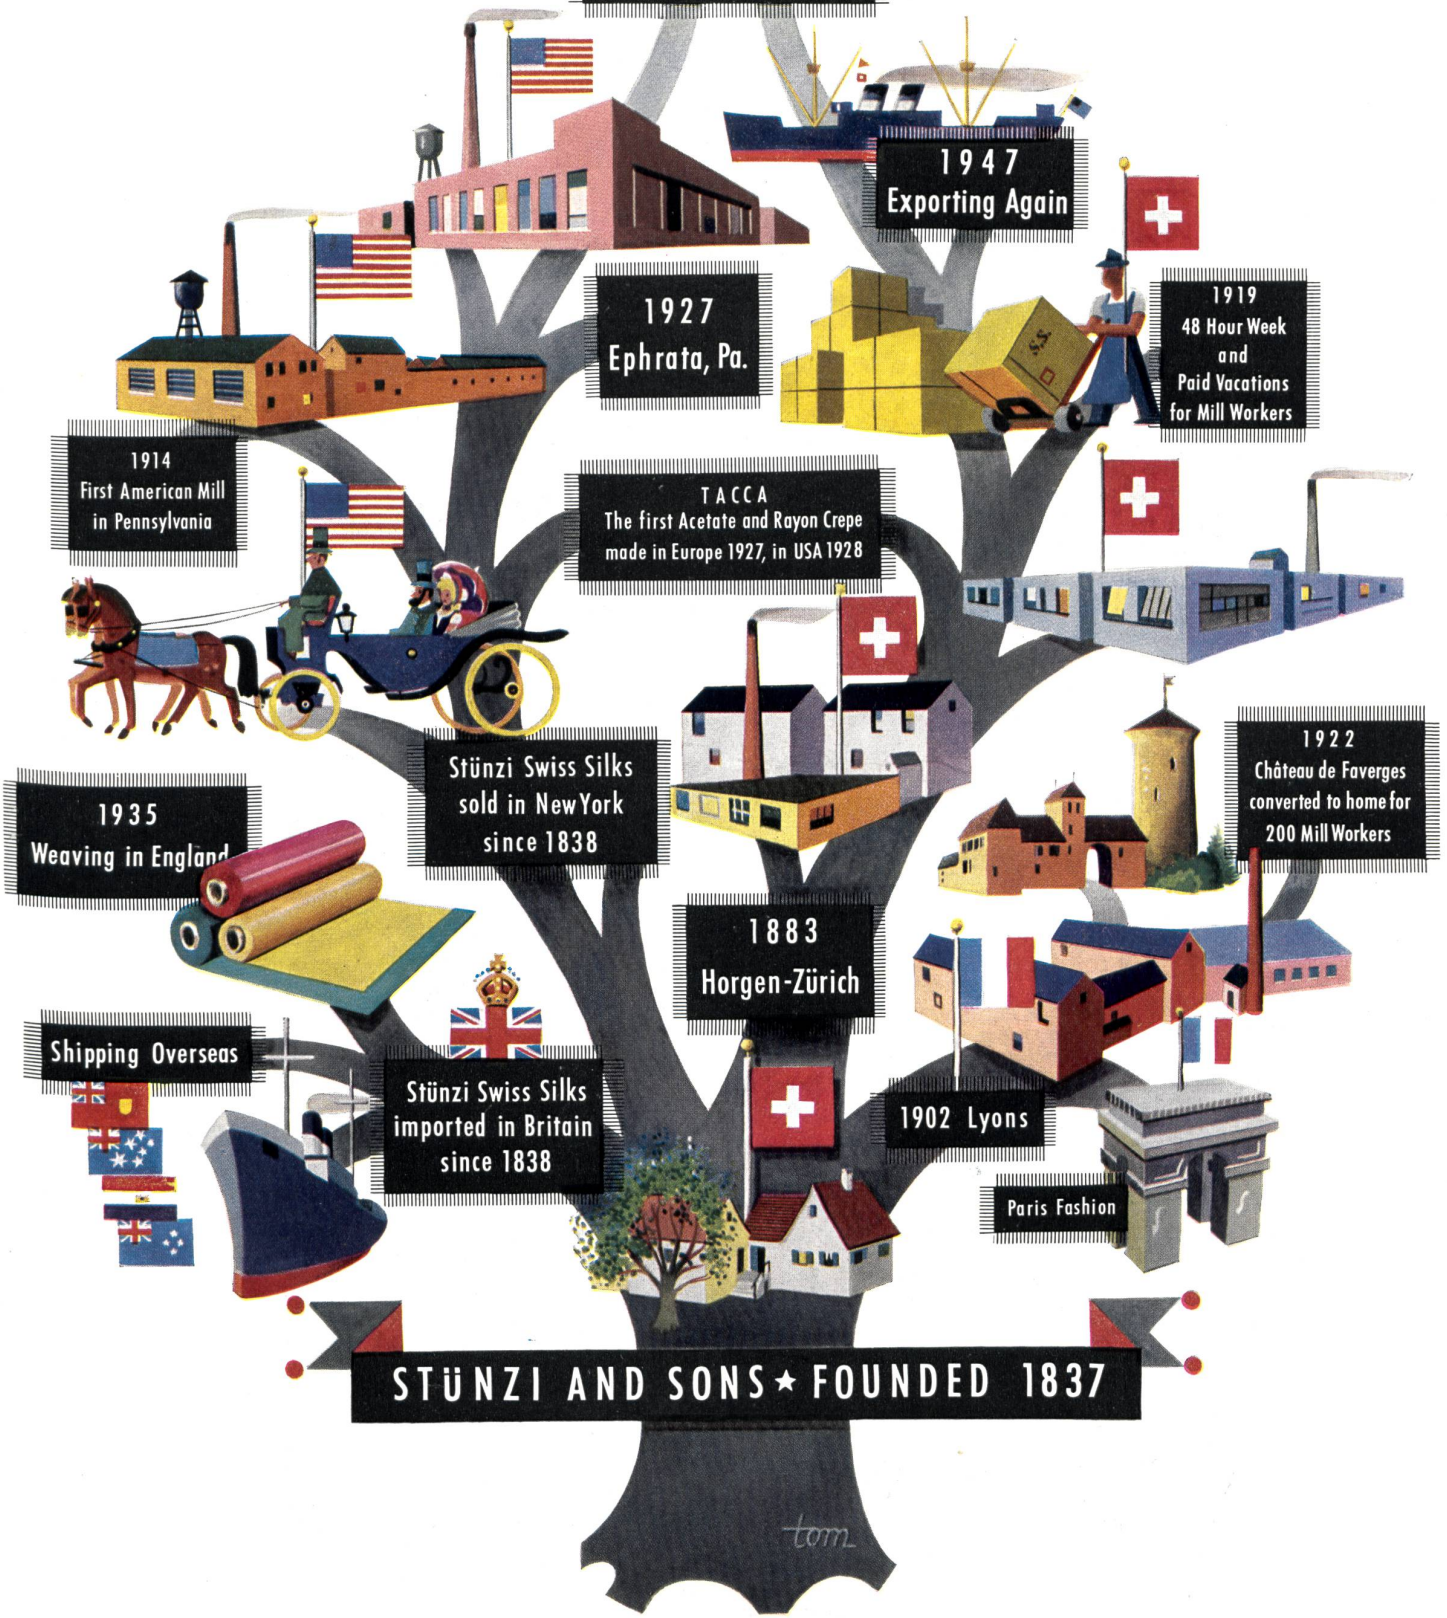 1947
Exporting Again
1927
Ephrata, Pa.
S.S.
1919
48 Hour Week
and
Paid Vacations
for Mill Workers
1914
First American Mill
in Pennsylvania
TACCA
The first Acetate and Rayon Crepe
made in Europe 1927, in USA 1928
1922
Château de Faverges
converted to home for
200 Mill Workers
Stünzi Swiss Silks
sold in New York
since 1838
1935
Weaving in England
1883
Horgen-Zürich
Shipping Overseas
Stünzi Swiss Silks
imported in Britain
since 1838
1902 Lyons
Paris Fashion
S S
STüNZI AND SONS ★ FOUNDED 1837
tom